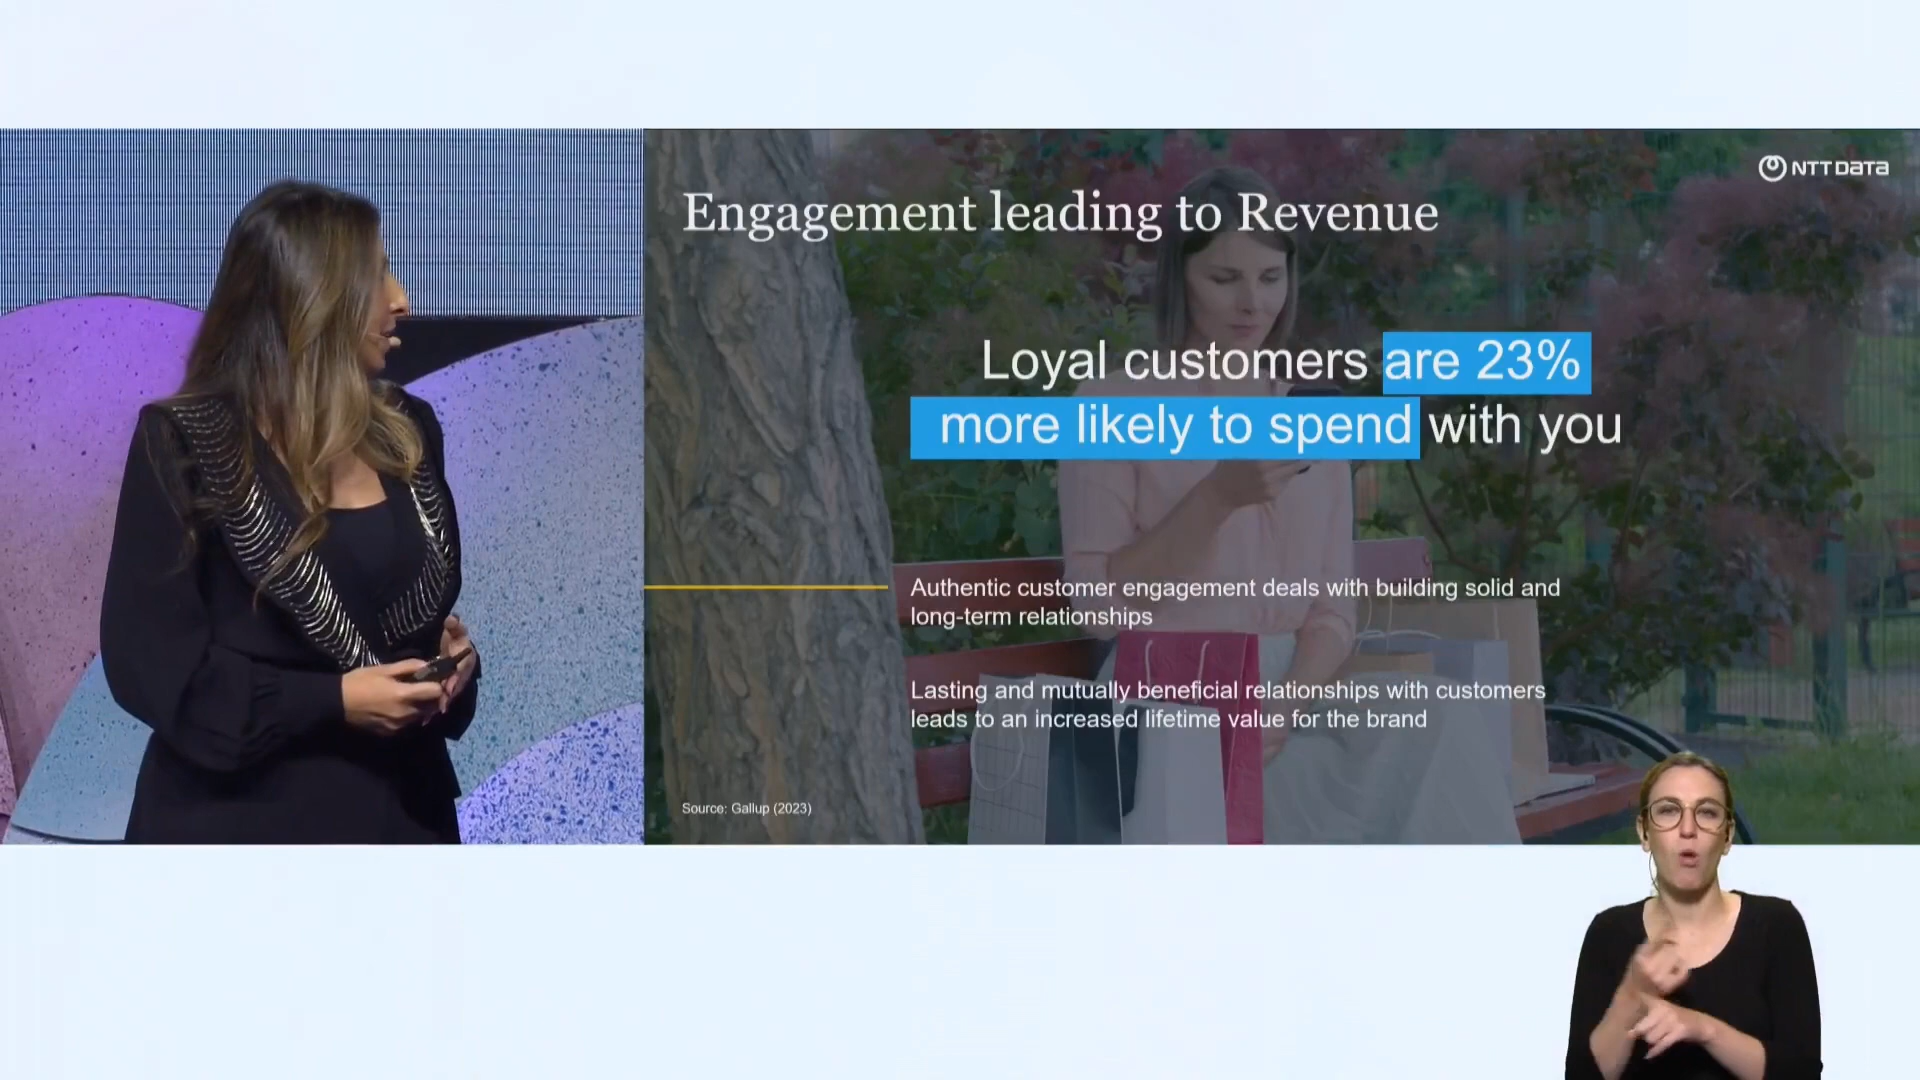 NTT DATA
Engagement leading to Revenue
Loyal customers are 23%
more likely to spend with you
Authentic customer engagement deals with building solid and
long-term relationships
Lasting and mutually beneficial relationships with customers
leads to an increased lifetime value for the brand
Source: Gallup (2023)